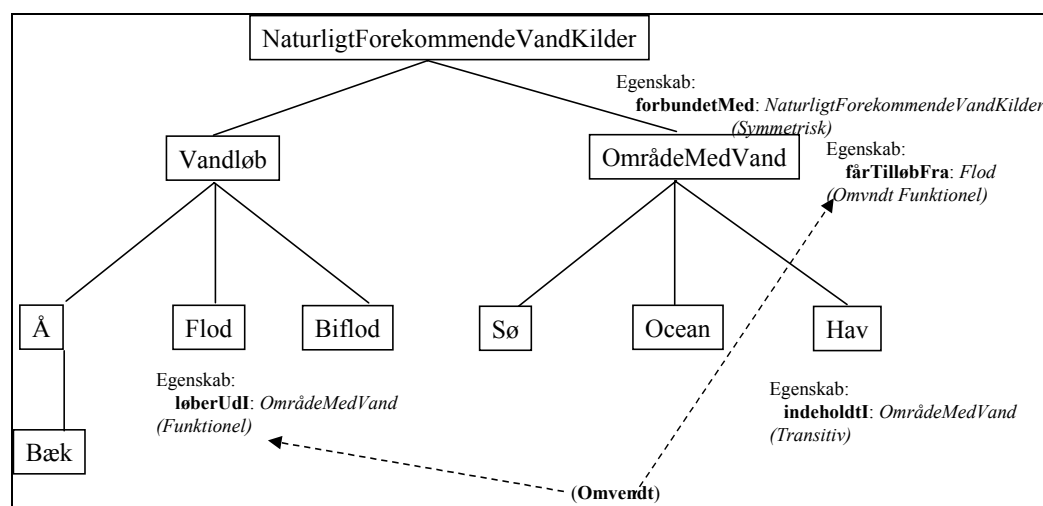 NaturligtForekommendeVandKilder
Egenskab:
forbundetMed: NaturligtForekommendeVandKilder
(Symmetrisk)
Vandløb
OmrådeMedVand
Egenskab:
fårTilløbFra: Flod
(Omvndt Funktionel)
Å
Flod
Biflod
Sø
Ocean
Hav
Egenskab:
løberUdI: OmrådeMedVand
(Funktionel)
Egenskab:
indeholdtI: OmrådeMedVand
(Transitiv)
Bæk
(Omvendt)